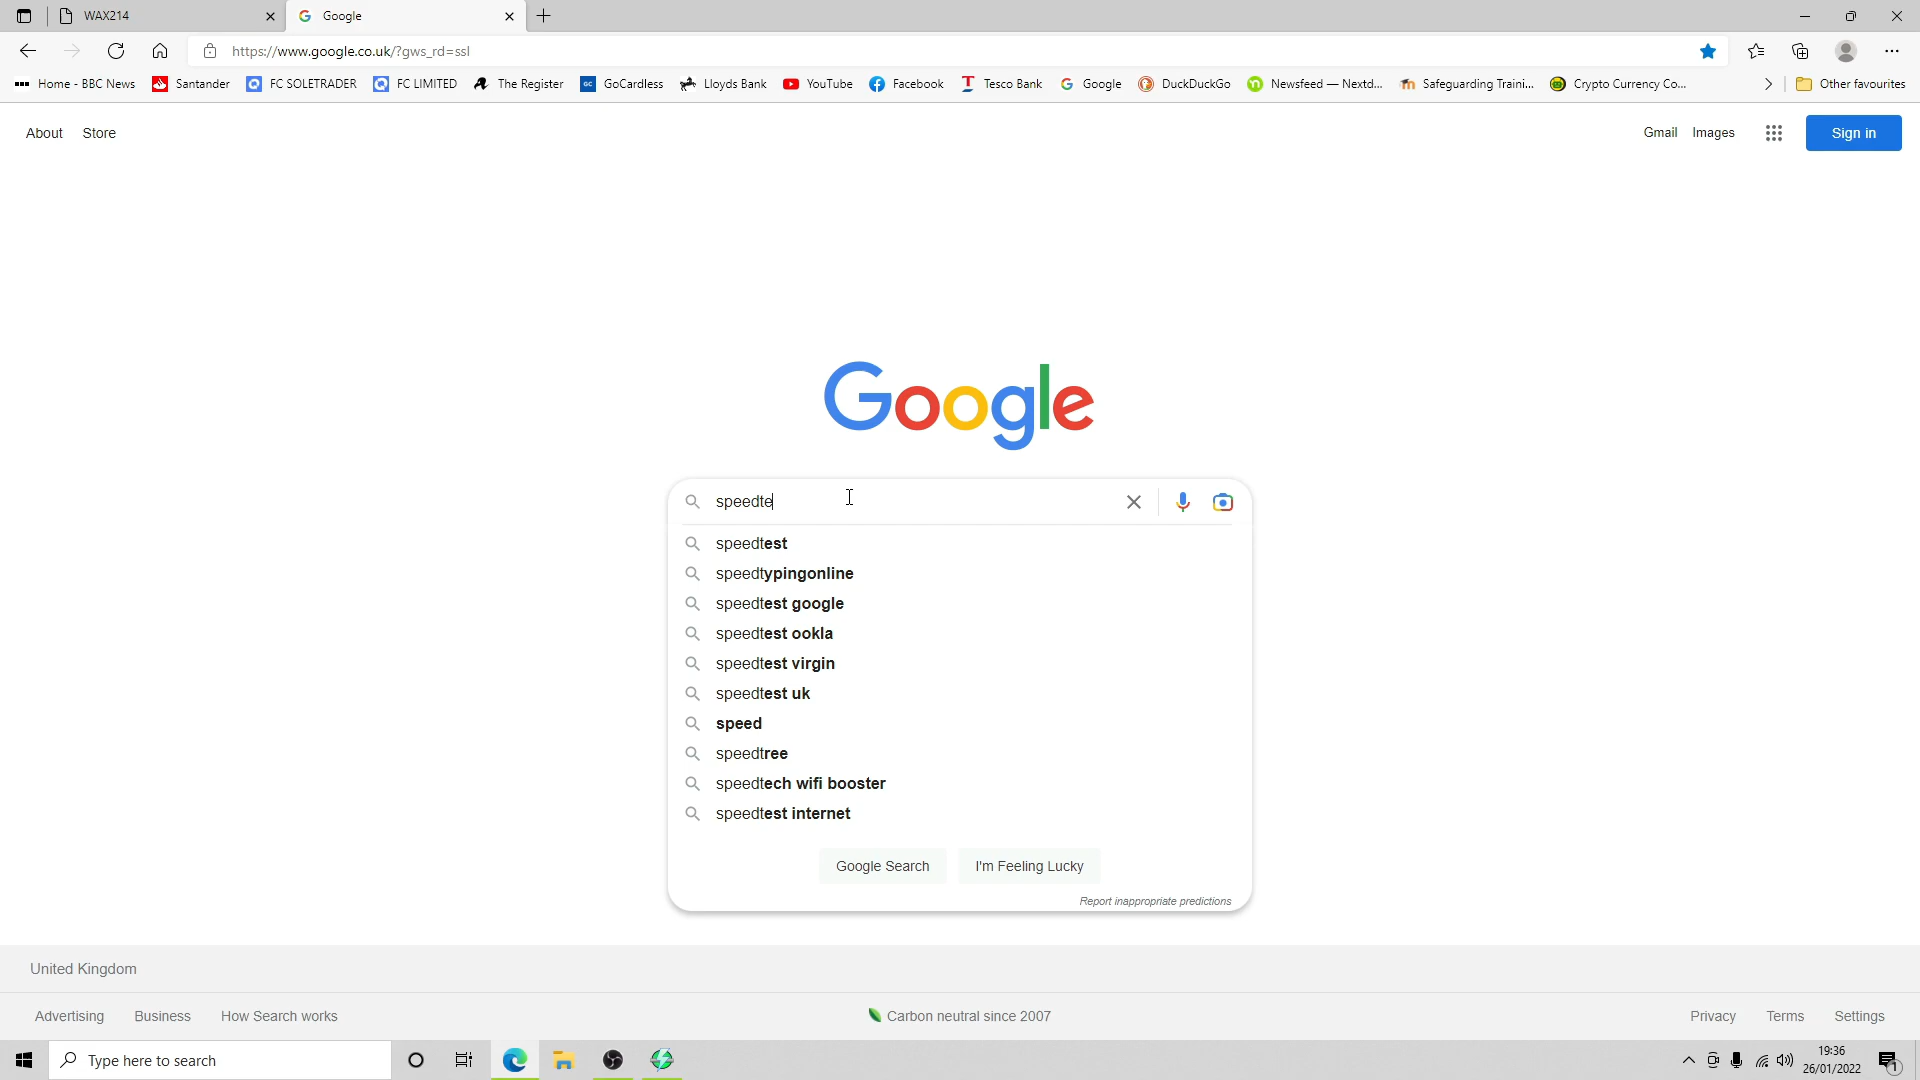 WAX214
Google
https://www.google.co.uk/?gws_rd=ssl
Home - BBC News Santander FC SOLETRADER FC LIMITED The Register GoCardless Lloyds Bank YouTube Facebook Tesco Bank Google DuckDuckGo Newsfeed — Nextd... Safeguarding Traini... Crypto Currency Co... Other favourites
About Store Gmail Images Sign in
Google
speedte
speedtest
speedtypingonline
speedtest google
speedtest ookla
speedtest virgin
speedtest uk
speed
speedtree
speedtech wifi booster
speedtest internet
Google Search I'm Feeling Lucky
Report inappropriate predictions
United Kingdom
Advertising Business How Search works Carbon neutral since 2007 Privacy Terms Settings
Type here to search
19:36
26/01/2022
1